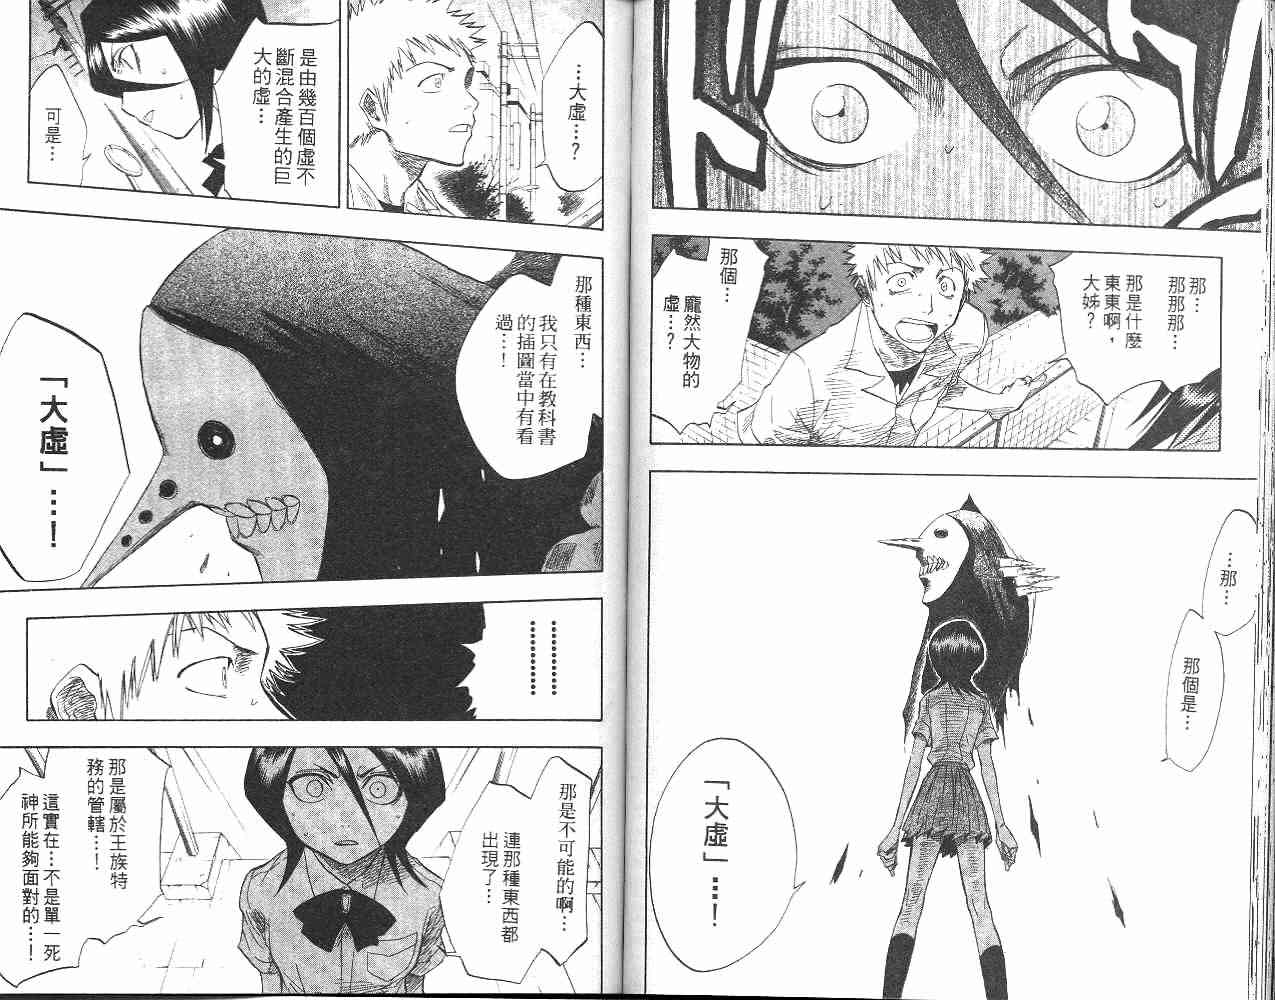 那…
那那那…
那是什麼
東東啊，
大姊？
那個…
龐然大物的
虛…？
…那…
那個是…
「大虛」…！
…大虛…？
是由幾百個虛不
斷混合產生的巨
大的虛…
可是…
那種東西…
我只有在教科書
的插圖當中有看
過…！
「大虛」…！
…………
…………
那是不可能的啊…
連那種東西都
出現了…
那是屬於王族特
務的管轄…！
這實在…不是單一死
神所能夠面對的…！